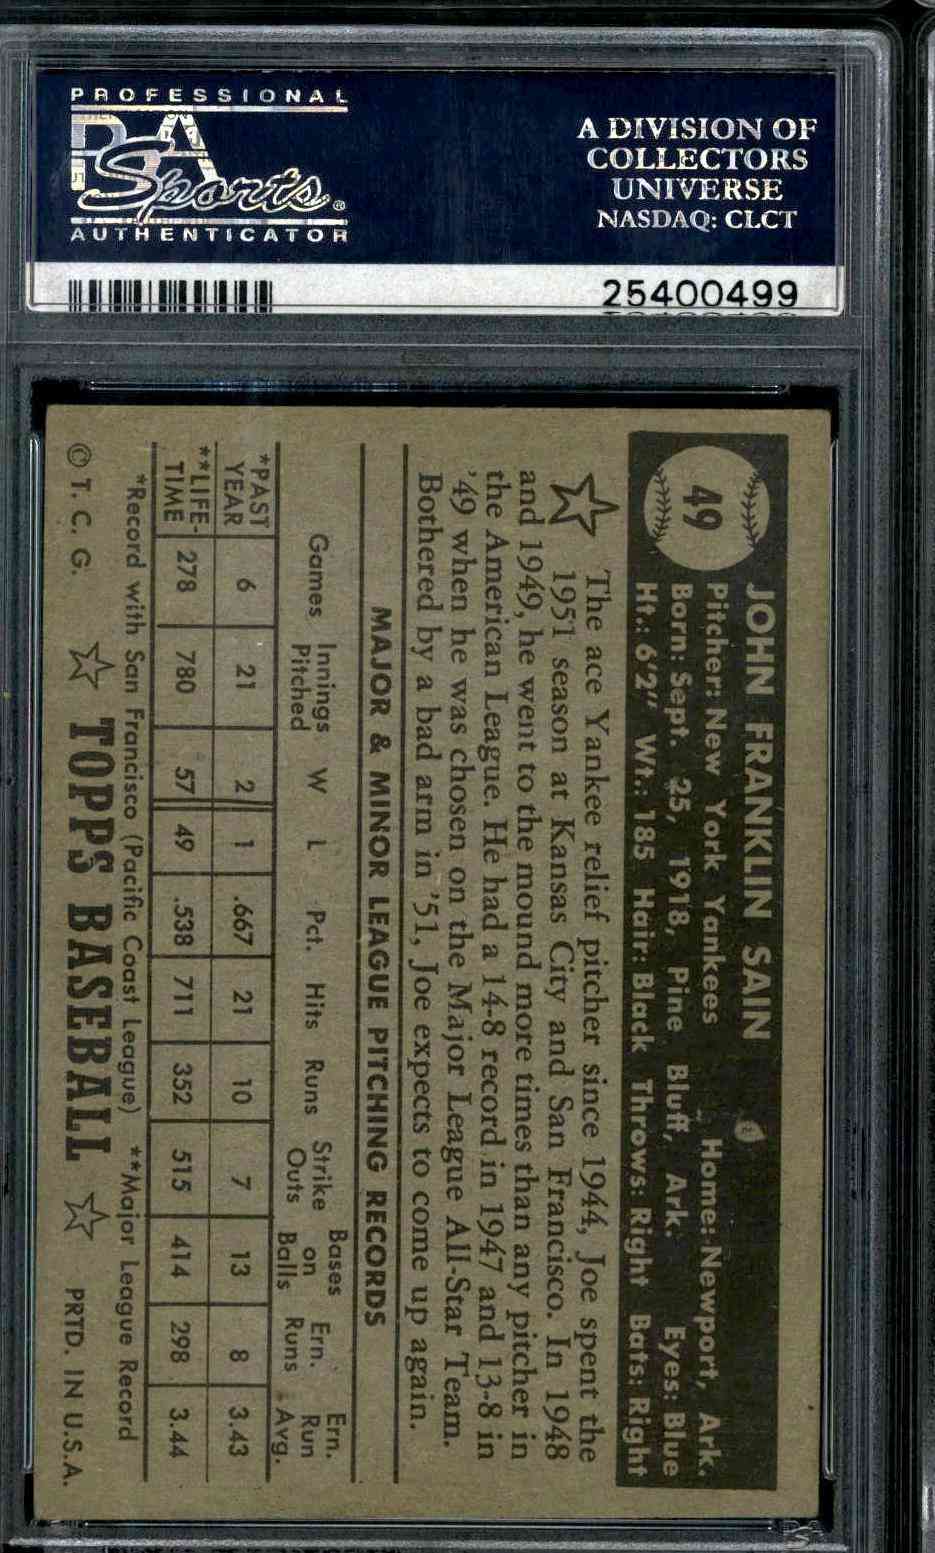 PROFESSIONAL
PSA
Sports®
AUTHENTICATOR
A DIVISION OF
COLLECTORS
UNIVERSE
NASDAQ: CLCT
25400499
49
JOHN FRANKLIN SAIN
Pitcher: New York Yankees Home: Newport, Ark.
Born: Sept. 25, 1918, Pine Bluff, Ark. Eyes: Blue
Ht.: 6'2" Wt.: 185 Hair: Black Throws: Right Bats: Right
The ace Yankee relief pitcher since 1944, Joe spent the
1951 season at Kansas City and San Francisco. In 1948
and 1949, he went to the mound more times than any pitcher in
the American League. He had a 14-8 record in 1947 and 13-8 in
'49 when he was chosen on the Major League All-Star Team.
Bothered by a bad arm in '51, Joe expects to come up again.
MAJOR & MINOR LEAGUE PITCHING RECORDS
Games Innings Pitched W L Pct. Hits Runs Strike Outs Bases on Balls Ern. Runs Ern. Run Avg.
*PAST YEAR 6 21 2 1 .667 21 10 7 13 8 3.43
**LIFE-TIME 278 780 57 49 .538 711 352 515 414 298 3.44
*Record with San Francisco (Pacific Coast League) **Major League Record
© T. C. G. TOPPS BASEBALL PRTD. IN U.S.A.